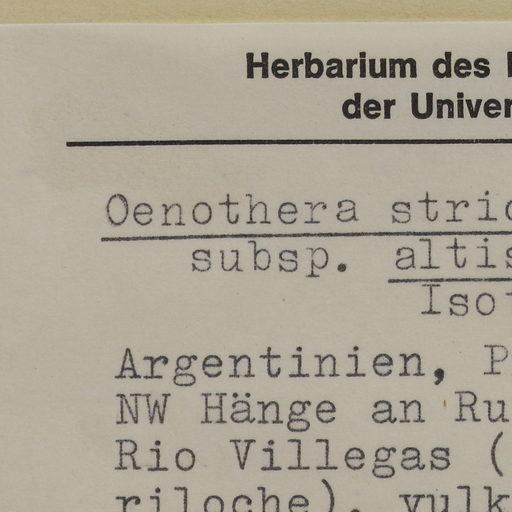 Herbarium des
der Univer
Oenothera stric
subsp. altis
Iso
Argentinien, P
NW Hänge an Ru
Rio Villegas (
riloche), vulk